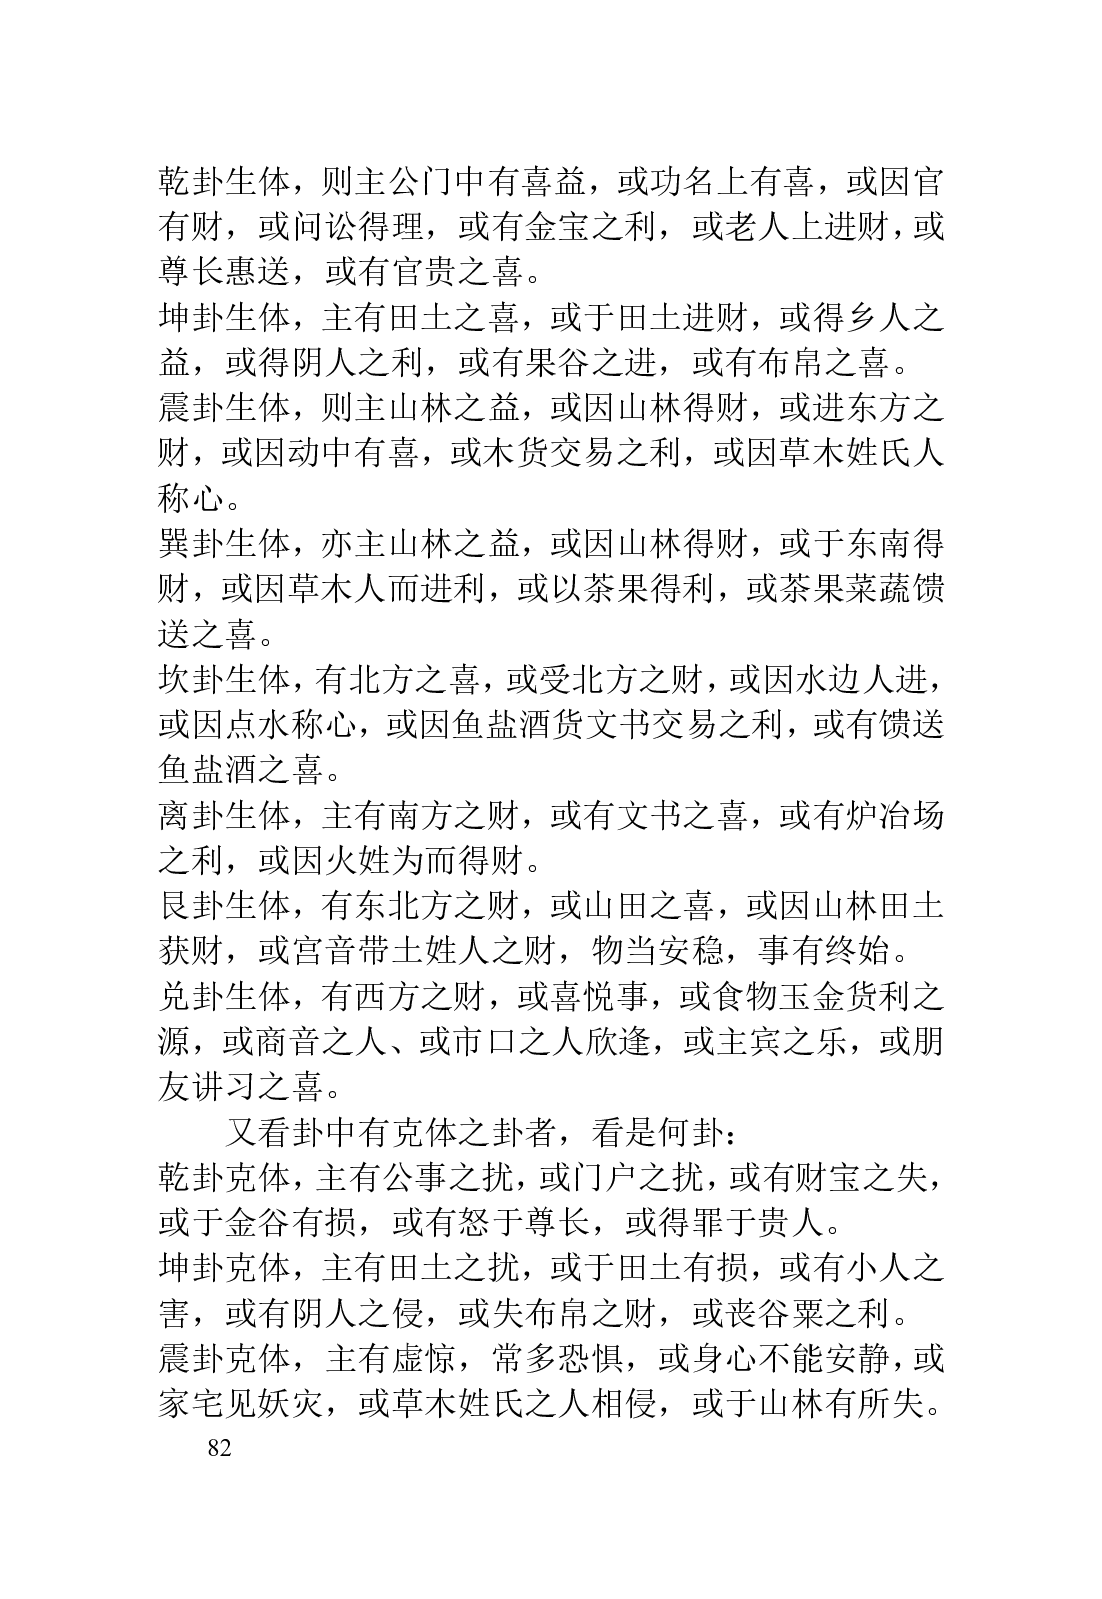 乾卦生体，则主公门中有喜益，或功名上有喜，或因官
有财，或问讼得理，或有金宝之利，或老人上进财，或
尊长惠送，或有官贵之喜。
坤卦生体，主有田土之喜，或于田土进财，或得乡人之
益，或得阴人之利，或有果谷之进，或有布帛之喜。
震卦生体，则主山林之益，或因山林得财，或进东方之
财，或因动中有喜，或木货交易之利，或因草木姓氏人
称心。
巽卦生体，亦主山林之益，或因山林得财，或于东南得
财，或因草木人而进利，或以茶果得利，或茶果菜蔬馈
送之喜。
坎卦生体，有北方之喜，或受北方之财，或因水边人进，
或因点水称心，或因鱼盐酒货文书交易之利，或有馈送
鱼盐酒之喜。
离卦生体，主有南方之财，或有文书之喜，或有炉冶场
之利，或因火姓为而得财。
艮卦生体，有东北方之财，或山田之喜，或因山林田土
获财，或宫音带土姓人之财，物当安稳，事有终始。
兑卦生体，有西方之财，或喜悦事，或食物玉金货利之
源，或商音之人、或市口之人欣逢，或主宾之乐，或朋
友讲习之喜。
又看卦中有克体之卦者，看是何卦：
乾卦克体，主有公事之扰，或门户之扰，或有财宝之失，
或于金谷有损，或有怒于尊长，或得罪于贵人。
坤卦克体，主有田土之扰，或于田土有损，或有小人之
害，或有阴人之侵，或失布帛之财，或丧谷粟之利。
震卦克体，主有虚惊，常多恐惧，或身心不能安静，或
家宅见妖灾，或草木姓氏之人相侵，或于山林有所失。
82